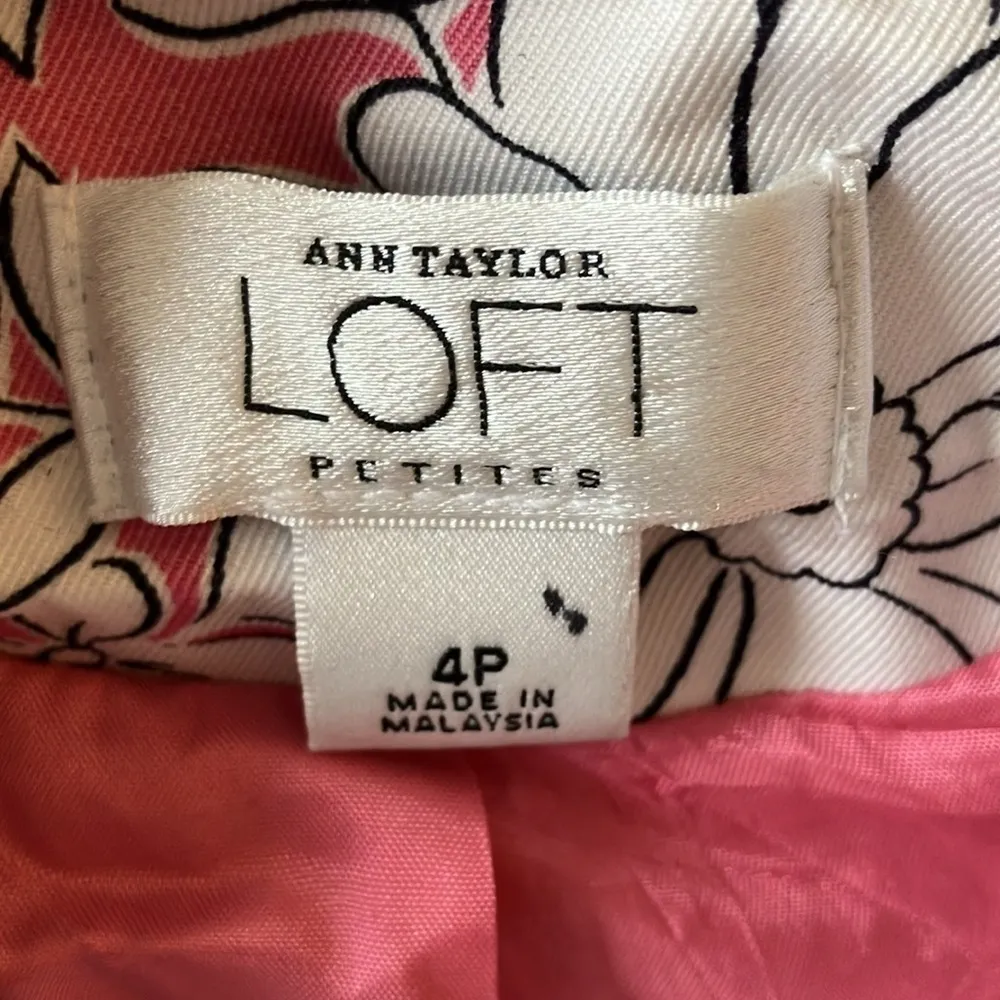 ANN TAYLOR
LOFT
PETITES
4P
MADE IN
MALAYSIA